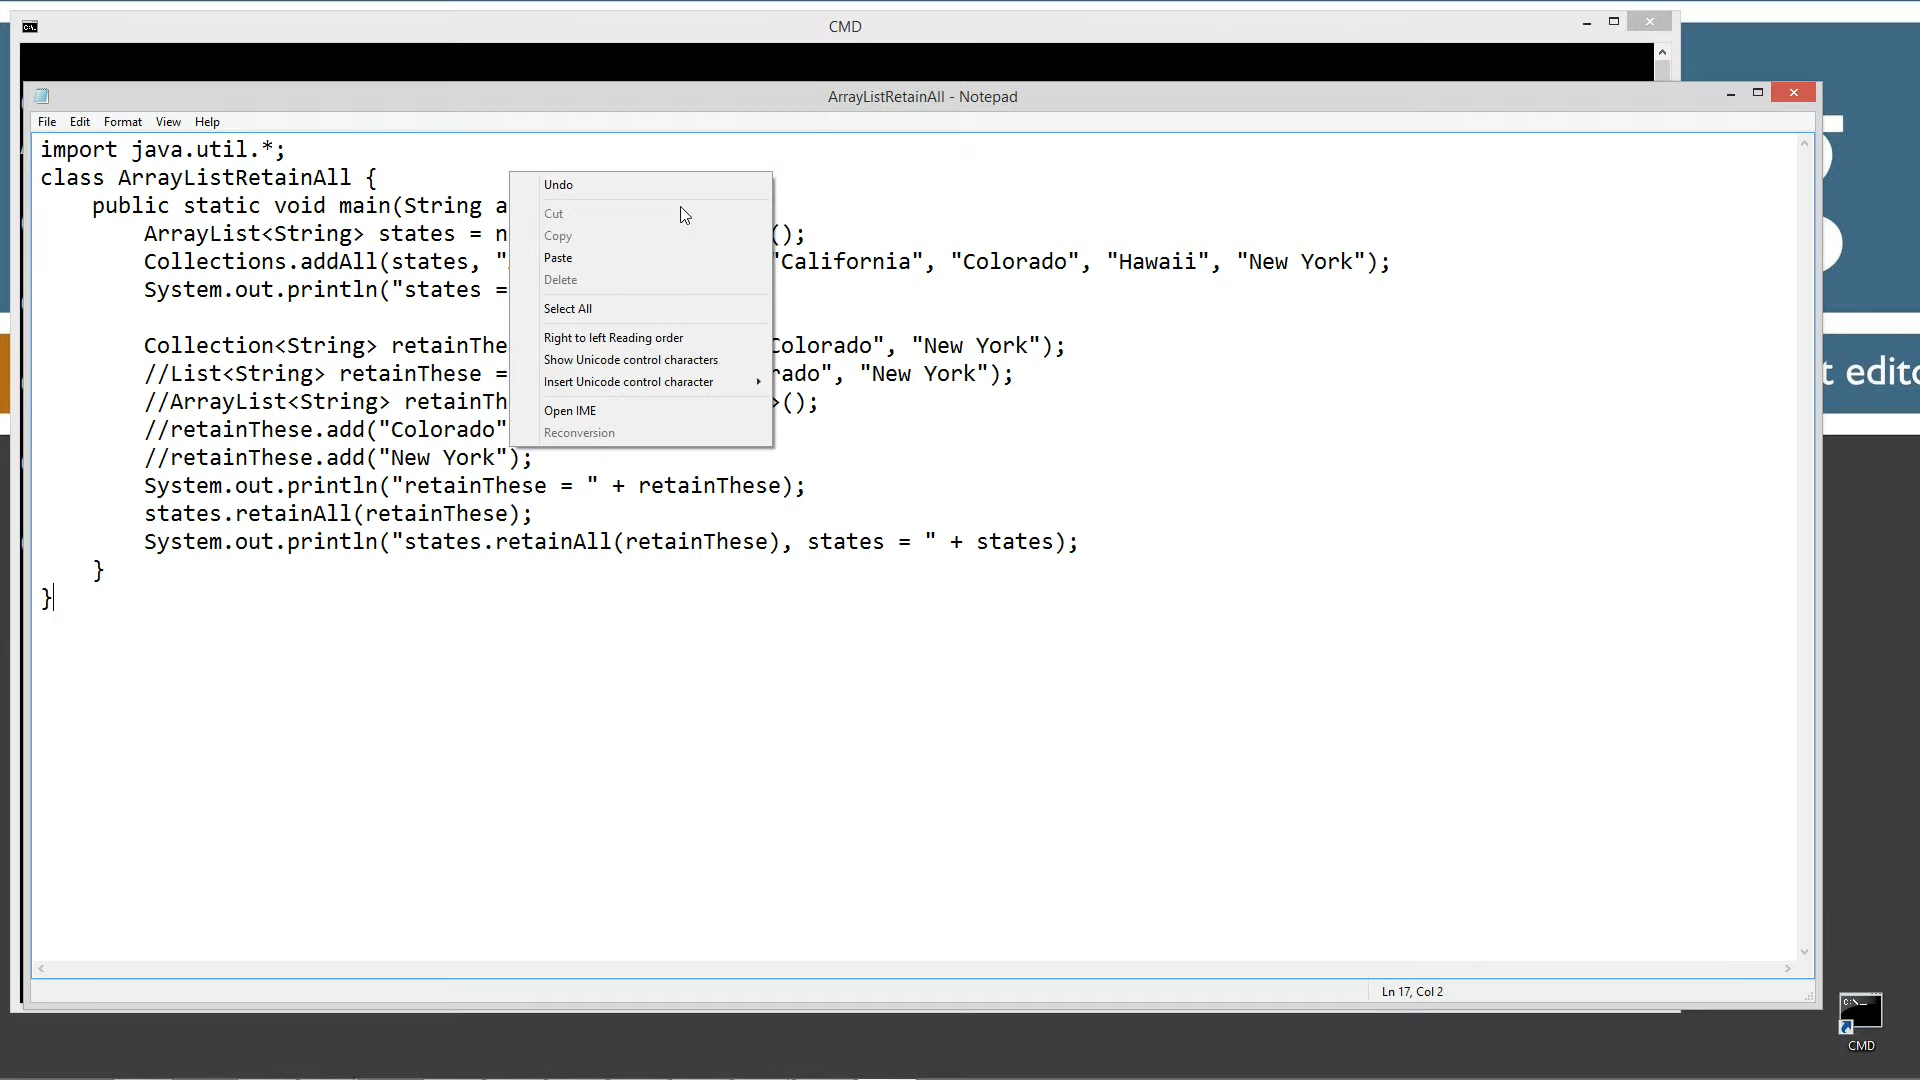 CMD
ArrayListRetainAll - Notepad
File Edit Format View Help
import java.util.*;
class ArrayListRetainAll {
public static void main(String a
ArrayList<String> states = n ();
Collections.addAll(states, " "California", "Colorado", "Hawaii", "New York");
System.out.println("states =
Collection<String> retainThe Colorado", "New York");
//List<String> retainThese = rado", "New York");
//ArrayList<String> retainTh >();
//retainThese.add("Colorado"
//retainThese.add("New York");
System.out.println("retainThese = " + retainThese);
states.retainAll(retainThese);
System.out.println("states.retainAll(retainThese), states = " + states);
}
}
Undo
Cut
Copy
Paste
Delete
Select All
Right to left Reading order
Show Unicode control characters
Insert Unicode control character
Open IME
Reconversion
t edito
Ln 17, Col 2
CMD